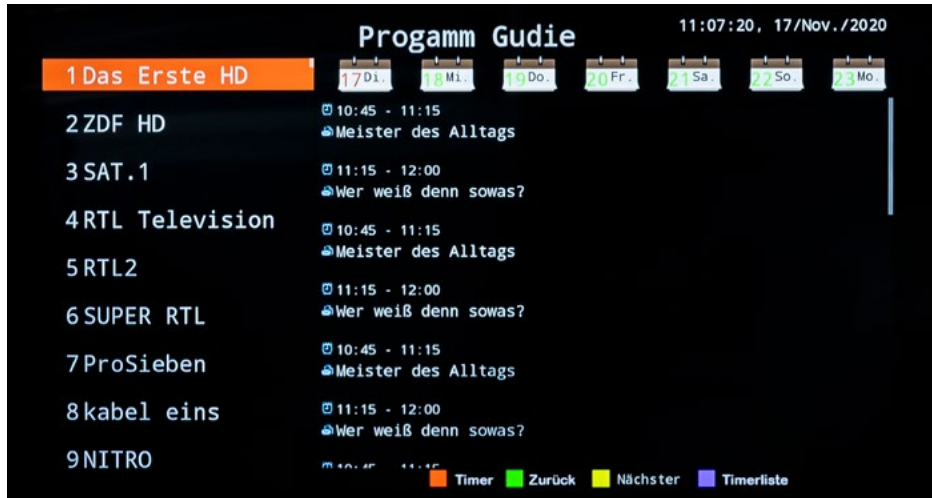 Progamm Gudie
11:07:20, 17/Nov./2020
1 Das Erste HD
17 Di. 18 Mi. 19 Do. 20 Fr. 21 Sa. 22 So. 23 Mo.
2 ZDF HD
3 SAT.1
4 RTL Television
5 RTL2
6 SUPER RTL
7 ProSieben
8 kabel eins
9 NITRO
10:45 - 11:15
Meister des Alltags
11:15 - 12:00
Wer weiß denn sowas?
10:45 - 11:15
Meister des Alltags
11:15 - 12:00
Wer weiß denn sowas?
10:45 - 11:15
Meister des Alltags
11:15 - 12:00
Wer weiß denn sowas?
Timer Zurück Nächster Timerliste